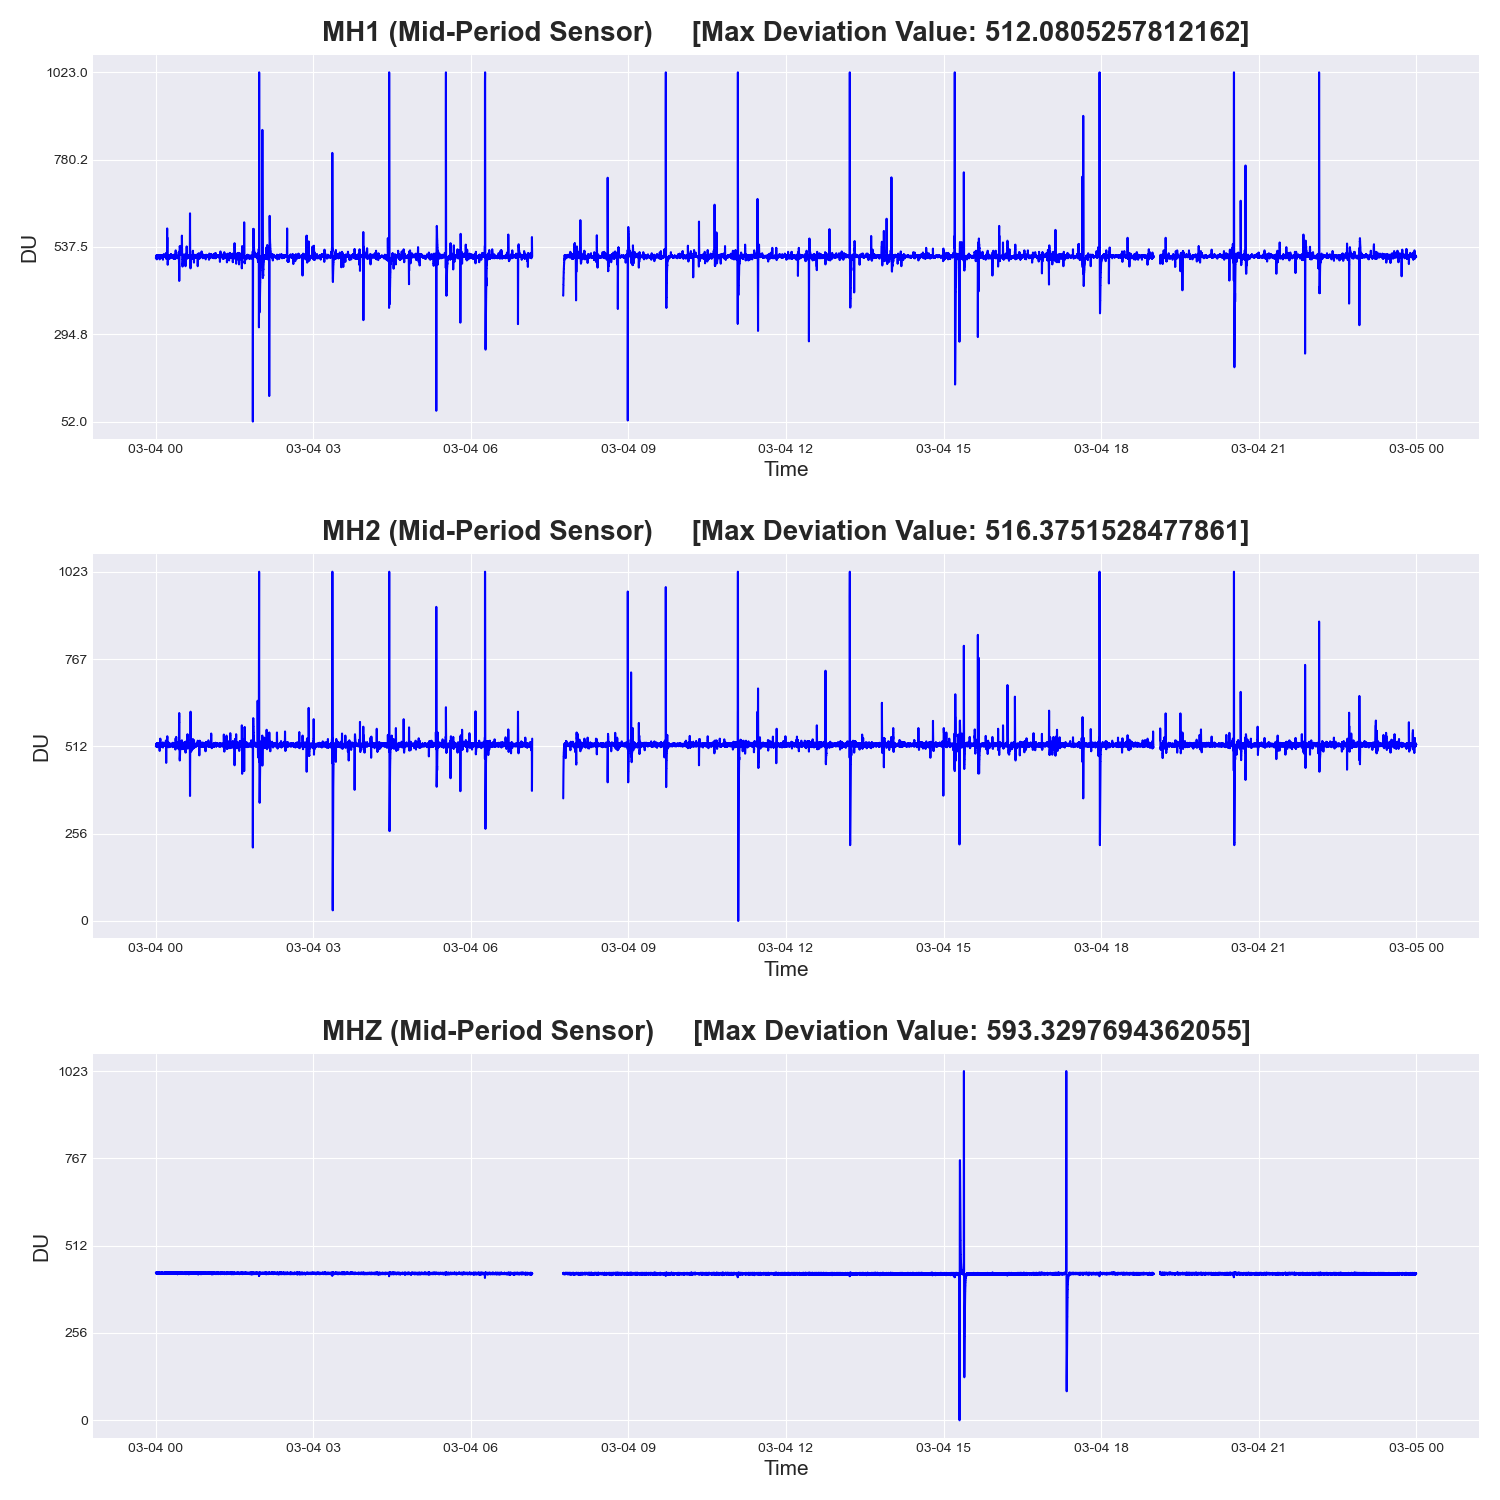 MH1 (Mid-Period Sensor) [Max Deviation Value: 512.0805257812162]
1023.0
780.2
537.5
294.8
52.0
DU
03-04 00 03-04 03 03-04 06 03-04 09 03-04 12 03-04 15 03-04 18 03-04 21 03-05 00
Time
MH2 (Mid-Period Sensor) [Max Deviation Value: 516.3751528477861]
1023
767
512
256
0
DU
03-04 00 03-04 03 03-04 06 03-04 09 03-04 12 03-04 15 03-04 18 03-04 21 03-05 00
Time
MHZ (Mid-Period Sensor) [Max Deviation Value: 593.3297694362055]
1023
767
512
256
0
DU
03-04 00 03-04 03 03-04 06 03-04 09 03-04 12 03-04 15 03-04 18 03-04 21 03-05 00
Time